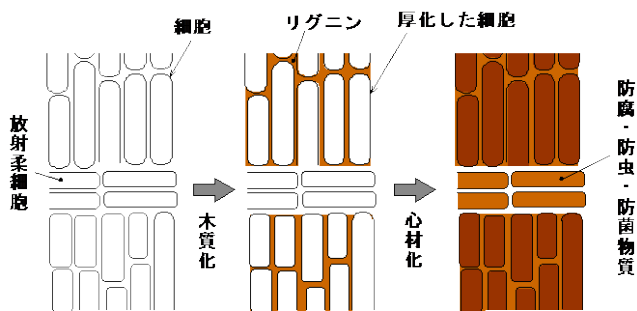 細胞
リグニン
厚化した細胞
放射柔細胞
木質化
心材化
防腐-防虫-防菌物質